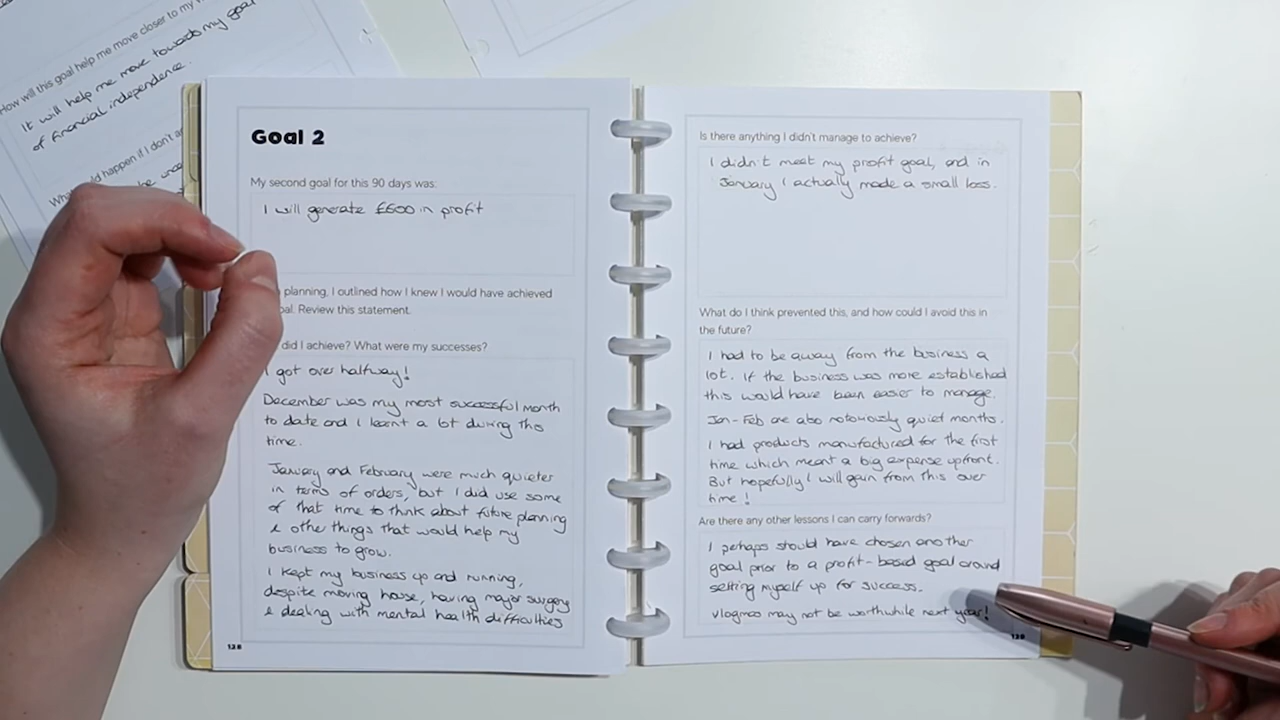 How will this goal help me move closer to my
It will help me move towards my goal
of financial independence.
happen if I don't
Goal 2
My second goal for this 90 days was:
I will generate £600 in profit
planning, I outlined how I knew I would have achieved
Review this statement.
did I achieve? What were my successes?
I got over halfway!
December was my most successful month
to date and I learnt a lot during this
time.
January and February were much quieter
in terms of orders, but I did use some
of that time to think about future planning
& other things that would help my
business to grow.
I kept my business up and running,
despite moving house, having major surgery
& dealing with mental health difficulties
128
Is there anything I didn't manage to achieve?
I didn't meet my profit goal, and in
January I actually made a small loss.
What do I think prevented this, and how could I avoid this in
the future?
I had to be away from the business a
lot. If the business was more established
this would have been easier to manage.
Jan-Feb are also notoriously quiet months.
I had products manufactured for the first
time which meant a big expense upfront.
But hopefully I will gain from this over
time!
Are there any other lessons I can carry forwards?
I perhaps should have chosen another
goal prior to a profit-based goal around
setting myself up for success.
Vlogmas may not be worthwhile next year!
129